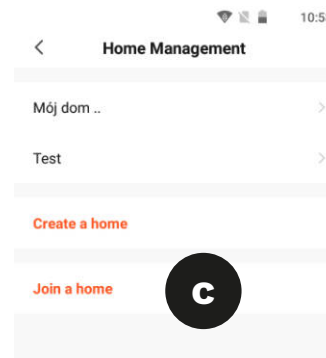 10:5
Home Management
Mój dom ..
Test
Create a home
Join a home
C